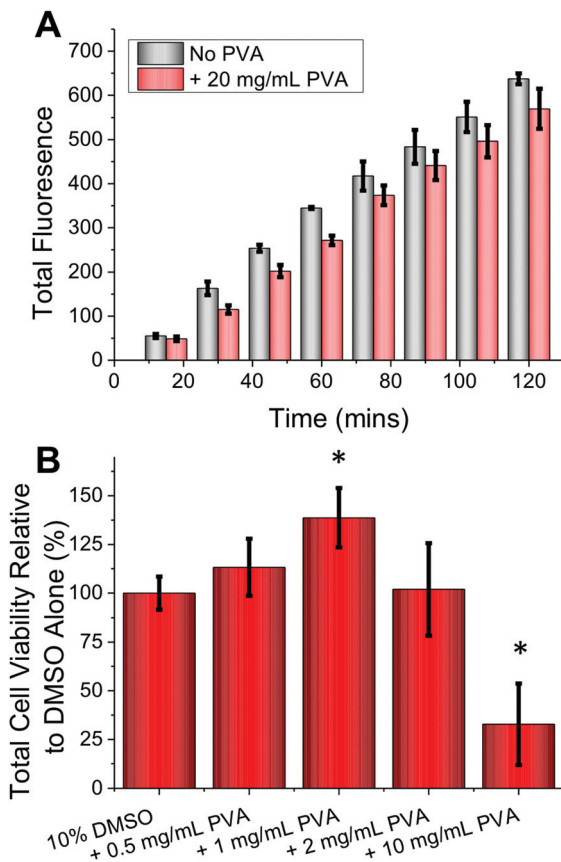 A
No PVA
+ 20 mg/mL PVA
700
600
500
400
300
200
100
0
Total Fluoresence
0 20 40 60 80 100 120
Time (mins)
B
* *
150
125
100
75
50
25
0
Total Cell Viability Relative
to DMSO Alone (%)
10% DMSO
+ 0.5 mg/mL PVA
+ 1 mg/mL PVA
+ 2 mg/mL PVA
+ 10 mg/mL PVA